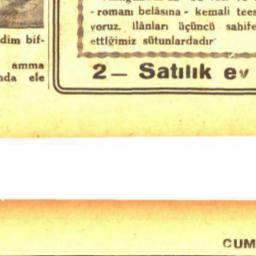 dim bif-
amma
nda ele
- romanı belâsına - kemali tees
yoruz. İlânları üçüncü sahife
ettiğimiz sütunlardadır
2— Satılık ev
CUM